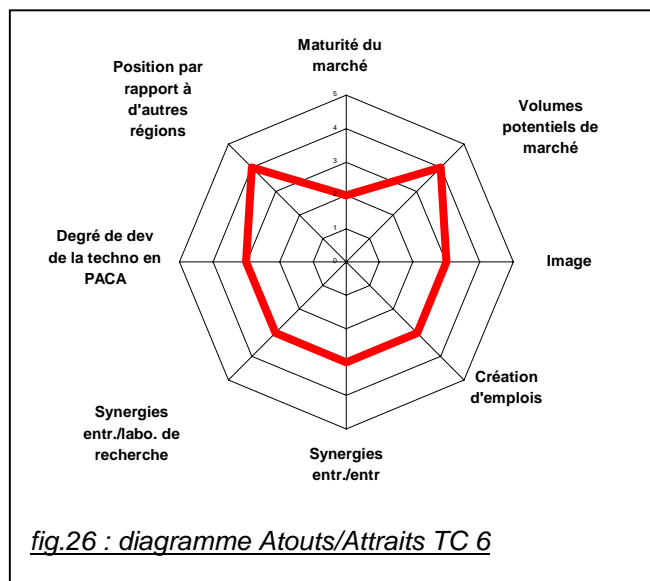 Maturité du
marché
Position par
rapport à
d'autres
régions
Volumes
potentiels de
marché
5
4
3
2
1
0
Degré de dev
de la techno en
PACA
Image
Création
d'emplois
Synergies
entr./labo. de
recherche
Synergies
entr./entr
fig.26 : diagramme Atouts/Attraits TC 6